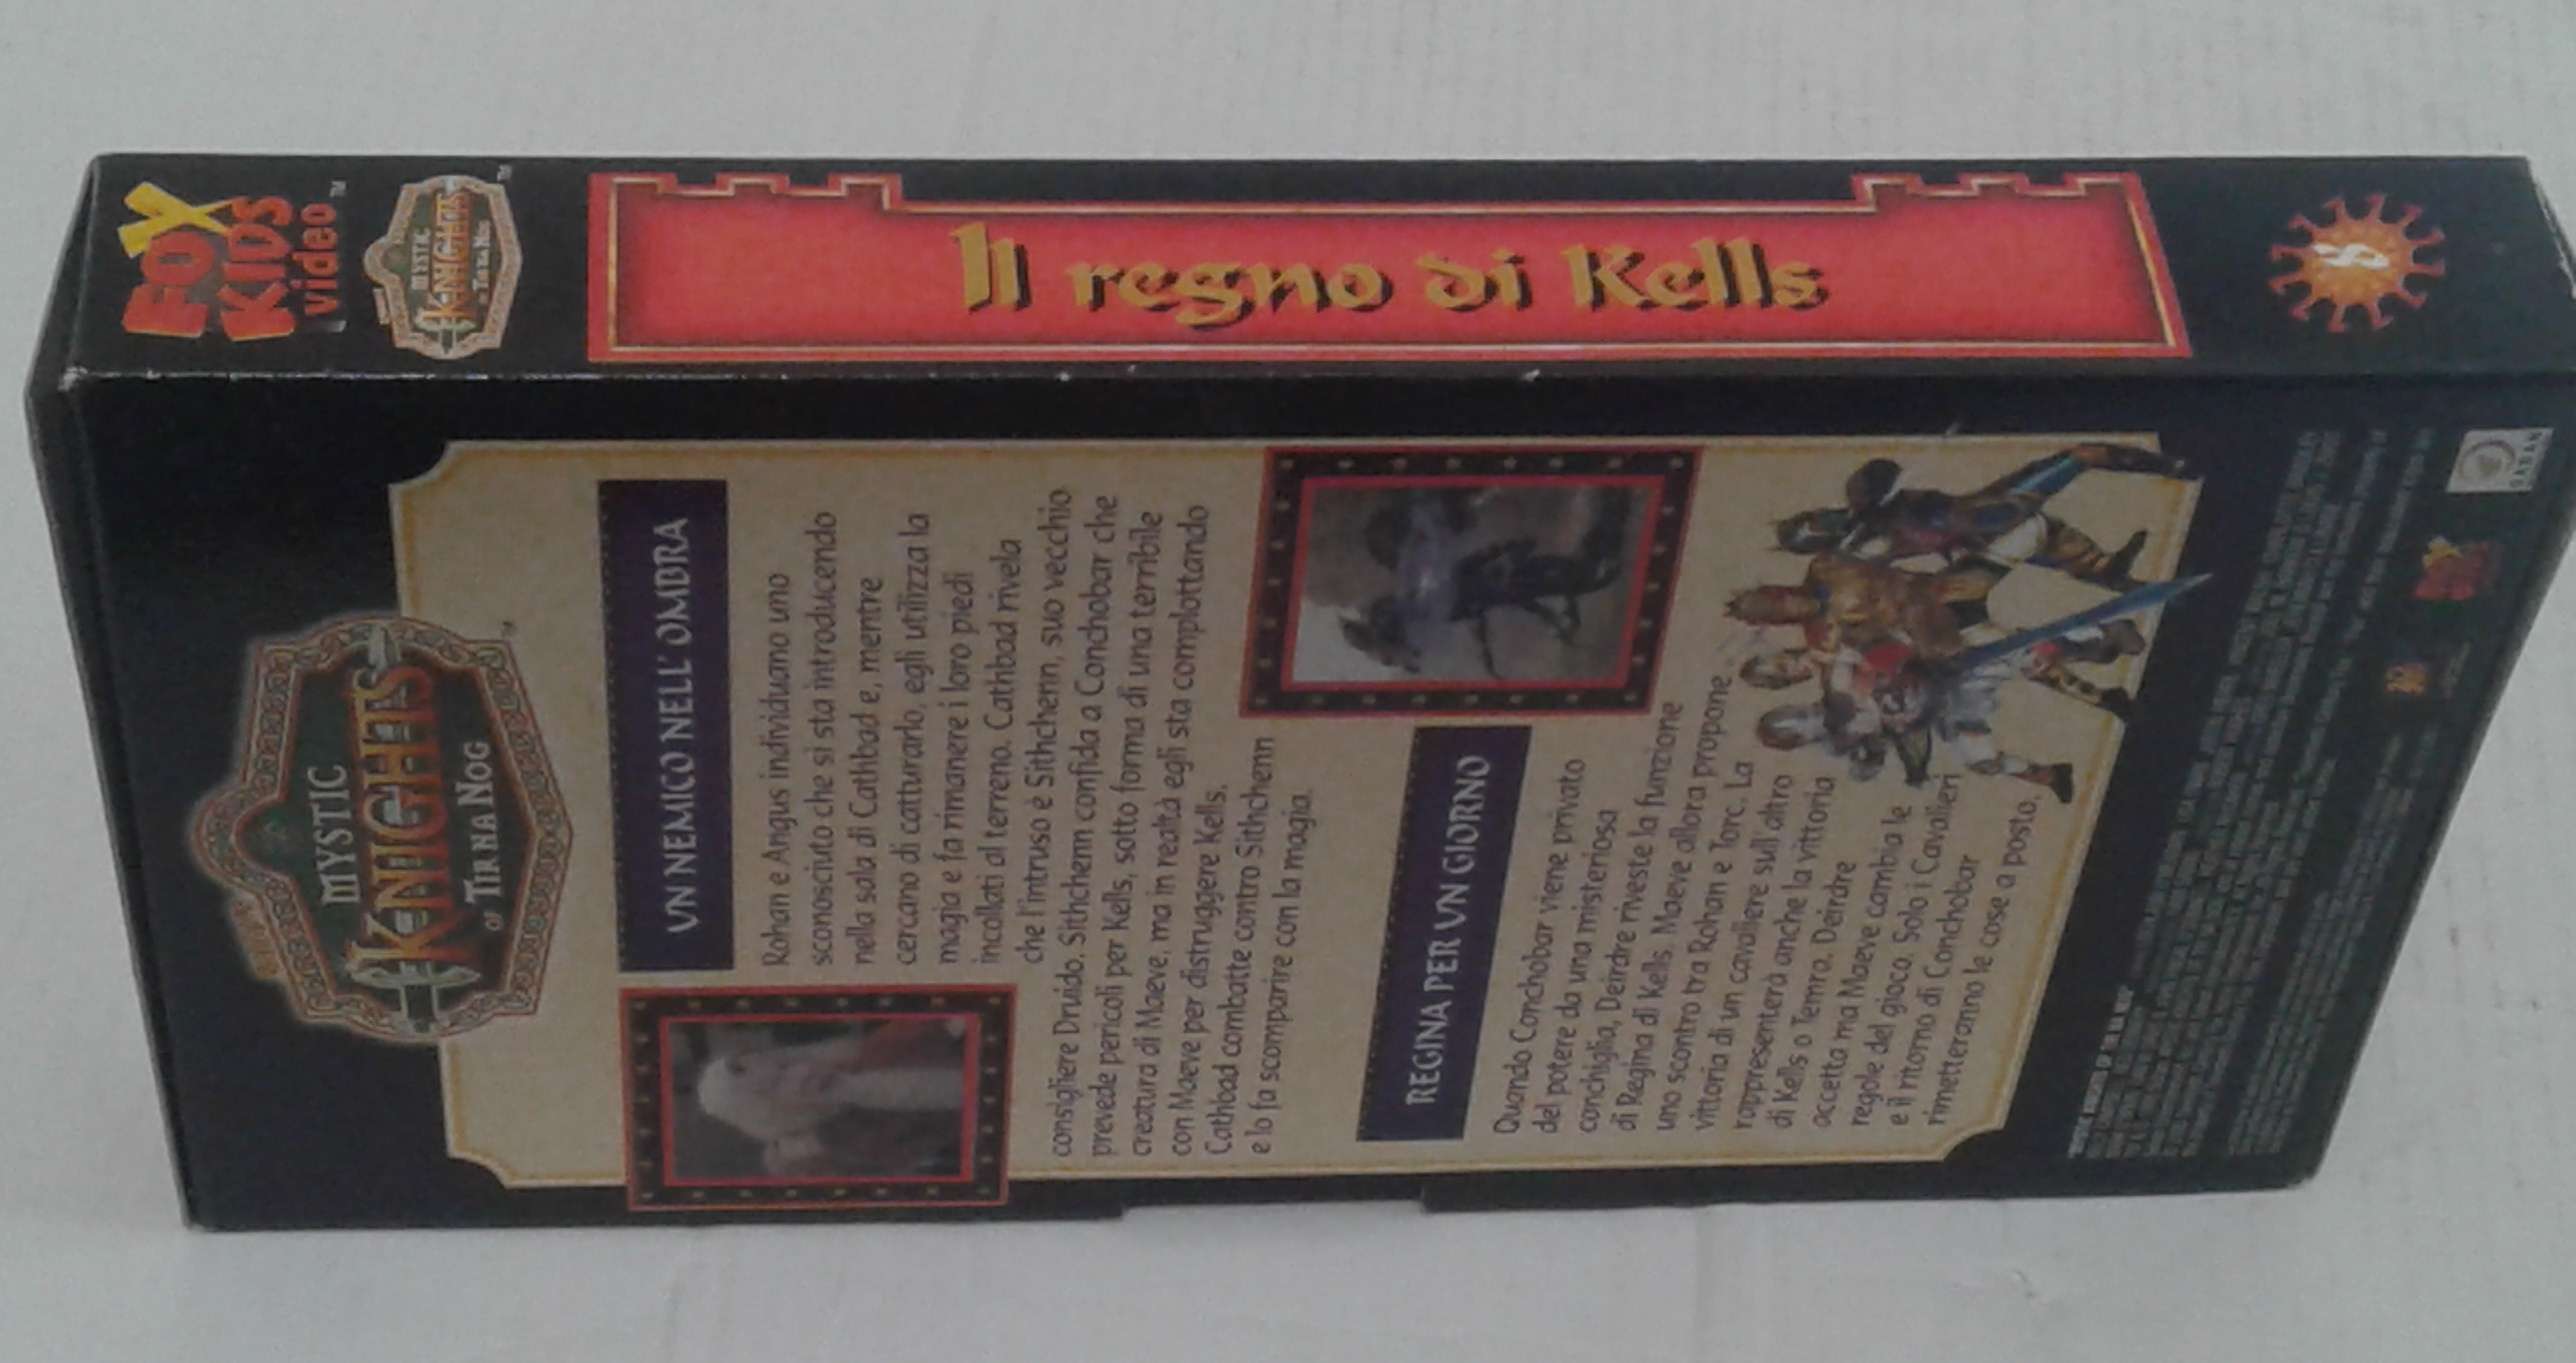 FOX
KIDS
video™
MYSTIC
KNIGHTS
OF TIR NA NOG
TM
Il regno di Kells
8
MYSTIC
KNIGHTS
OF TIR NA NOG
UN NEMICO NELL' OMBRA
Rohan e Angus individuano uno
sconosciuto che si sta introducendo
nella sala di Cathbad e, mentre
cercano di catturarlo, egli utilizza la
magia e fa rimanere i loro piedi
incollati al terreno. Cathbad rivela
che l'intruso è Sithchenn, suo vecchio
consigliere Druido. Sithchenn confida a Conchobar che
prevede pericoli per Kells, sotto forma di una terribile
creatura di Maeve, ma in realtà egli sta complottando
con Maeve per distruggere Kells.
Cathbad combatte contro Sithchenn
e lo fa scomparire con la magia.
REGINA PER UN GIORNO
Quando Conchobar viene privato
del potere da una misteriosa
conchiglia, Deirdre riveste la funzione
di Regina di Kells. Maeve allora propone
uno scontro tra Rohan e Torc. La
vittoria di un cavaliere sull'altro
rappresenterà anche la vittoria
di Kells o Temra. Deirdre
accetta ma Maeve cambia le
regole del gioco. Solo i Cavalieri
e il ritorno di Conchobar
rimetteranno le cose a posto.
SABAN